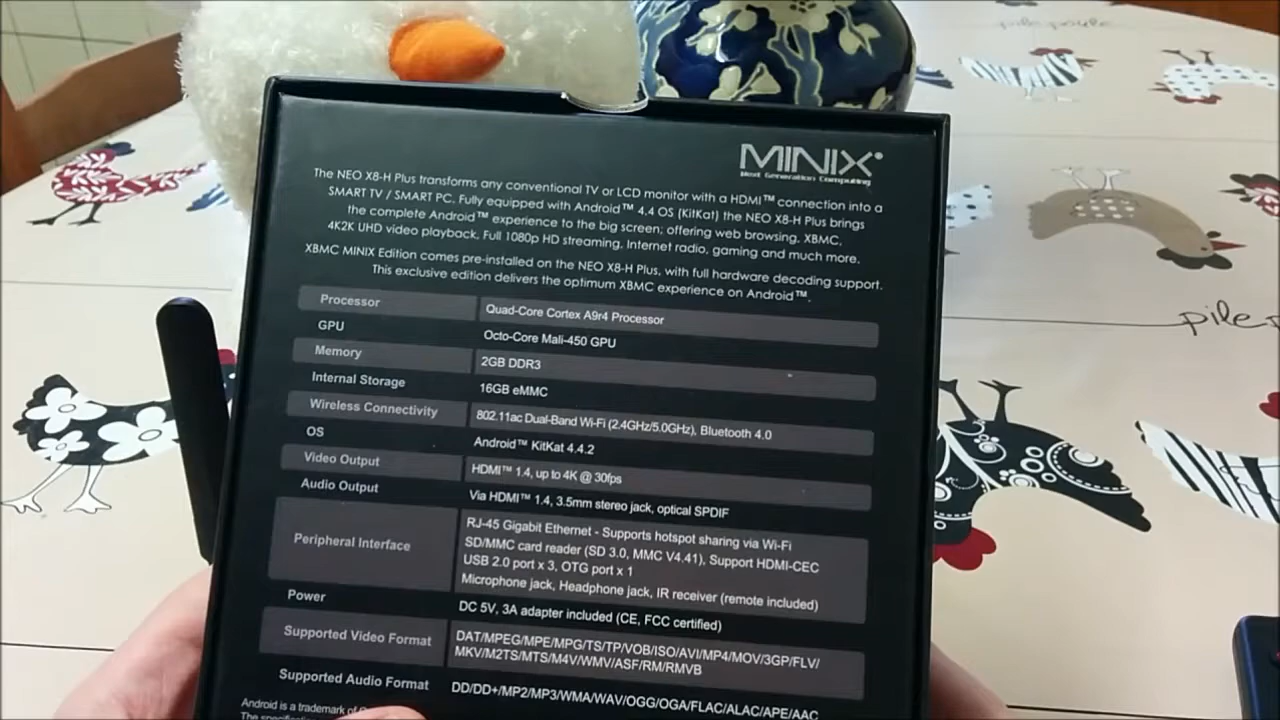 pile poule
MINIX
Next Generation Computing
The NEO X8-H Plus transforms any conventional TV or LCD monitor with a HDMI™ connection into a
SMART TV / SMART PC. Fully equipped with Android™ 4.4 OS (KitKat) the NEO X8-H Plus brings
the complete Android™ experience to the big screen; offering web browsing, XBMC,
4K2K UHD video playback, Full 1080p HD streaming, Internet radio, gaming and much more.
XBMC MINIX Edition comes pre-installed on the NEO X8-H Plus, with full hardware decoding support.
This exclusive edition delivers the optimum XBMC experience on Android™.
Processor Quad-Core Cortex A9r4 Processor
GPU Octo-Core Mali-450 GPU
Memory 2GB DDR3
Internal Storage 16GB eMMC
Wireless Connectivity 802.11ac Dual-Band Wi-Fi (2.4GHz/5.0GHz), Bluetooth 4.0
OS Android™ KitKat 4.4.2
Video Output HDMI™ 1.4, up to 4K @ 30fps
Audio Output Via HDMI™ 1.4, 3.5mm stereo jack, optical SPDIF
Peripheral Interface RJ-45 Gigabit Ethernet - Supports hotspot sharing via Wi-Fi
SD/MMC card reader (SD 3.0, MMC V4.41), Support HDMI-CEC
USB 2.0 port x 3, OTG port x 1
Microphone jack, Headphone jack, IR receiver (remote included)
Power DC 5V, 3A adapter included (CE, FCC certified)
Supported Video Format DAT/MPEG/MPE/MPG/TS/TP/VOB/ISO/AVI/MP4/MOV/3GP/FLV/
MKV/M2TS/MTS/M4V/WMV/ASF/RM/RMVB
Supported Audio Format DD/DD+/MP2/MP3/WMA/WAV/OGG/OGA/FLAC/ALAC/APE/AAC
Android is a trademark of
The
pile